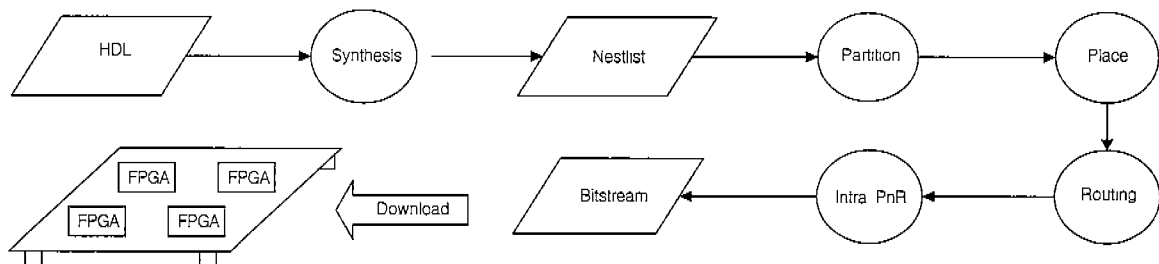 HDL
Synthesis
Nestlist
Partition
Place
Routing
Intra PnR
Bitstream
Download
FPGA
FPGA
FPGA
FPGA